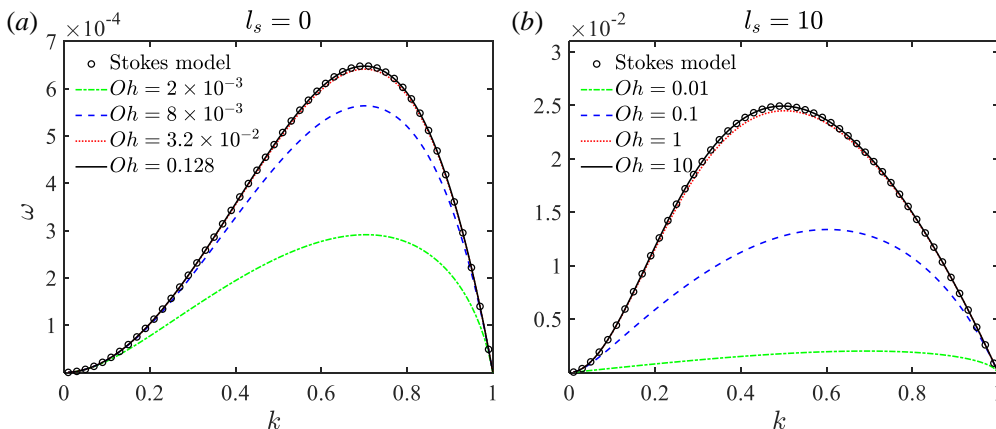 (a) l_s = 0
×10⁻⁴
7
6
5
4
3
2
1
ω
Stokes model
Oh = 2 × 10⁻³
Oh = 8 × 10⁻³
Oh = 3.2 × 10⁻²
Oh = 0.128
0 0.2 0.4 0.6 0.8 1
k
(b) l_s = 10
×10⁻²
3
2.5
2
1.5
1
0.5
Stokes model
Oh = 0.01
Oh = 0.1
Oh = 1
Oh = 10
0 0.2 0.4 0.6 0.8 1
k